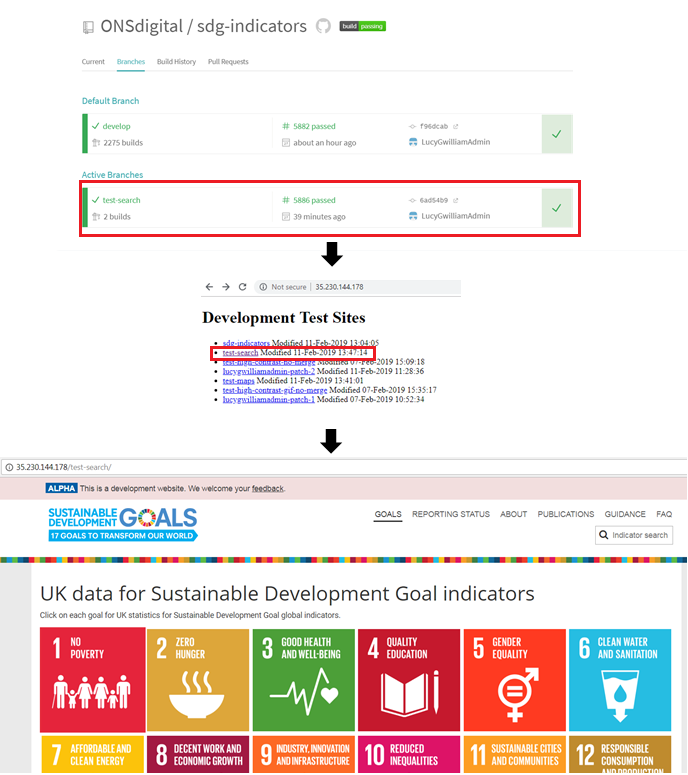 ONSdigital / sdg-indicators build passing
Current Branches Build History Pull Requests
Default Branch
develop # 5882 passed f96dcab
2275 builds about an hour ago LucyGwilliamAdmin
Active Branches
test-search # 5886 passed 6ad54b9
2 builds 39 minutes ago LucyGwilliamAdmin
Not secure | 35.230.144.178
Development Test Sites
sdg-indicators Modified 11-Feb-2019 13:04:05
test-search Modified 11-Feb-2019 13:47:14
test-high-contrast-no-merge Modified 07-Feb-2019 15:09:18
lucygwilliamadmin-patch-2 Modified 11-Feb-2019 11:28:36
test-maps Modified 11-Feb-2019 13:41:01
test-high-contrast-gif-no-merge Modified 07-Feb-2019 15:35:17
lucygwilliamadmin-patch-1 Modified 07-Feb-2019 10:52:34
35.230.144.178/test-search/
ALPHA This is a development website. We welcome your feedback.
SUSTAINABLE DEVELOPMENT GOALS
17 GOALS TO TRANSFORM OUR WORLD
GOALS REPORTING STATUS ABOUT PUBLICATIONS GUIDANCE FAQ
Indicator search
UK data for Sustainable Development Goal indicators
Click on each goal for UK statistics for Sustainable Development Goal global indicators.
1 NO POVERTY
2 ZERO HUNGER
3 GOOD HEALTH AND WELL-BEING
4 QUALITY EDUCATION
5 GENDER EQUALITY
6 CLEAN WATER AND SANITATION
7 AFFORDABLE AND CLEAN ENERGY
8 DECENT WORK AND ECONOMIC GROWTH
9 INDUSTRY, INNOVATION AND INFRASTRUCTURE
10 REDUCED INEQUALITIES
11 SUSTAINABLE CITIES AND COMMUNITIES
12 RESPONSIBLE CONSUMPTION AND PRODUCTION